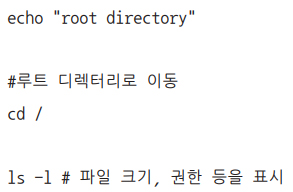 echo "root directory"
#루트 디렉터리로 이동
cd /
ls -l # 파일 크기, 권한 등을 표시